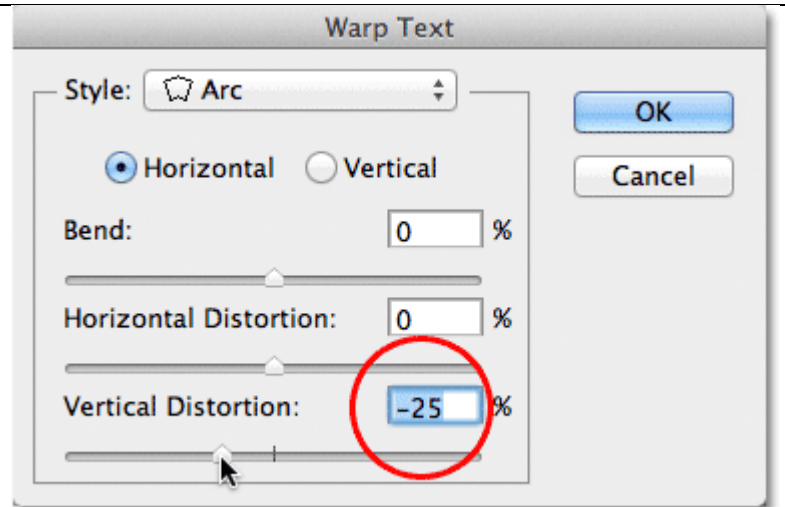 Warp Text
Style: Arc
OK
Horizontal Vertical
Cancel
Bend: 0 %
Horizontal Distortion: 0 %
Vertical Distortion: -25 %